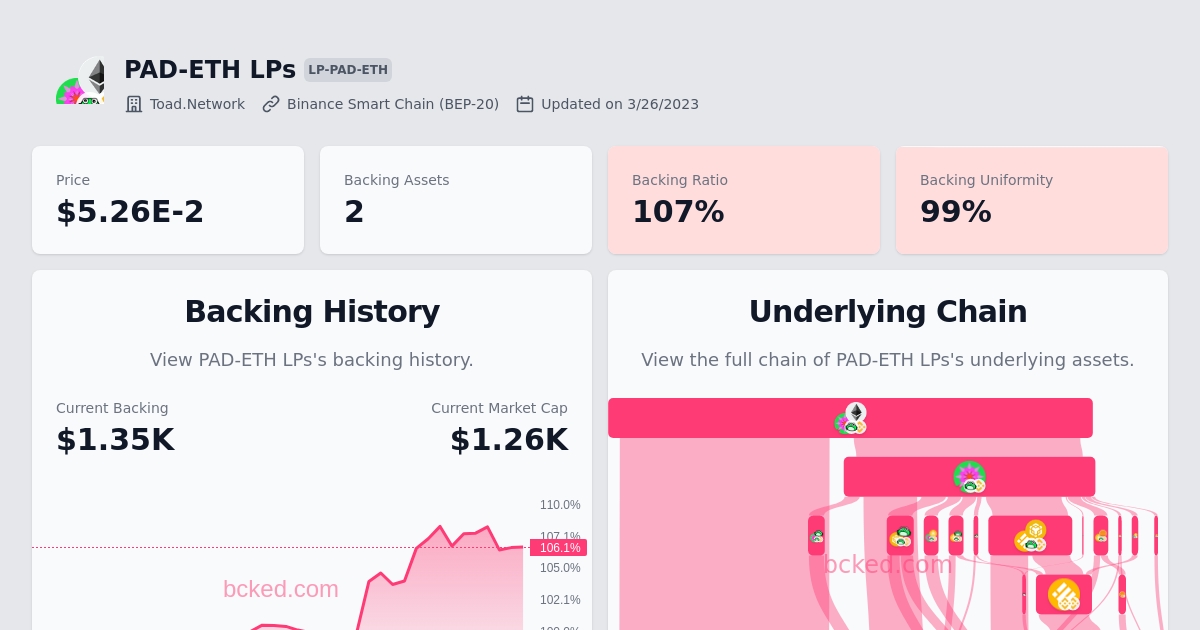 PAD-ETH LPs LP-PAD-ETH
Toad.Network Binance Smart Chain (BEP-20) Updated on 3/26/2023
Price
$5.26E-2
Backing Assets
2
Backing Ratio
107%
Backing Uniformity
99%
Backing History
View PAD-ETH LPs's backing history.
Current Backing
$1.35K
Current Market Cap
$1.26K
110.0%
107.1%
106.1%
105.0%
102.1%
bcked.com
Underlying Chain
View the full chain of PAD-ETH LPs's underlying assets.
bcked.com